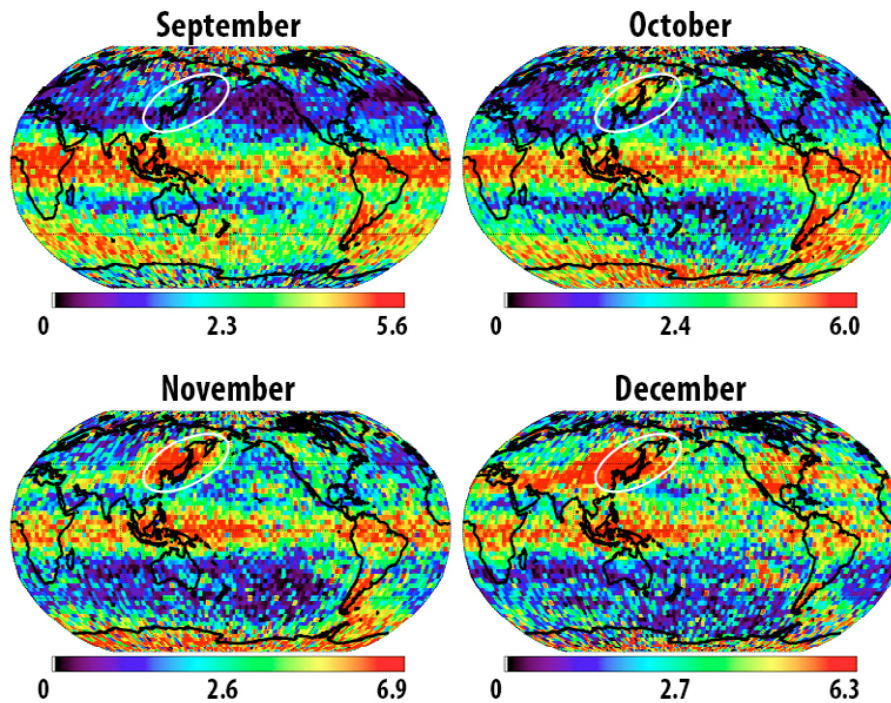 September
October
0 2.3 5.6
0 2.4 6.0
November
December
0 2.6 6.9
0 2.7 6.3